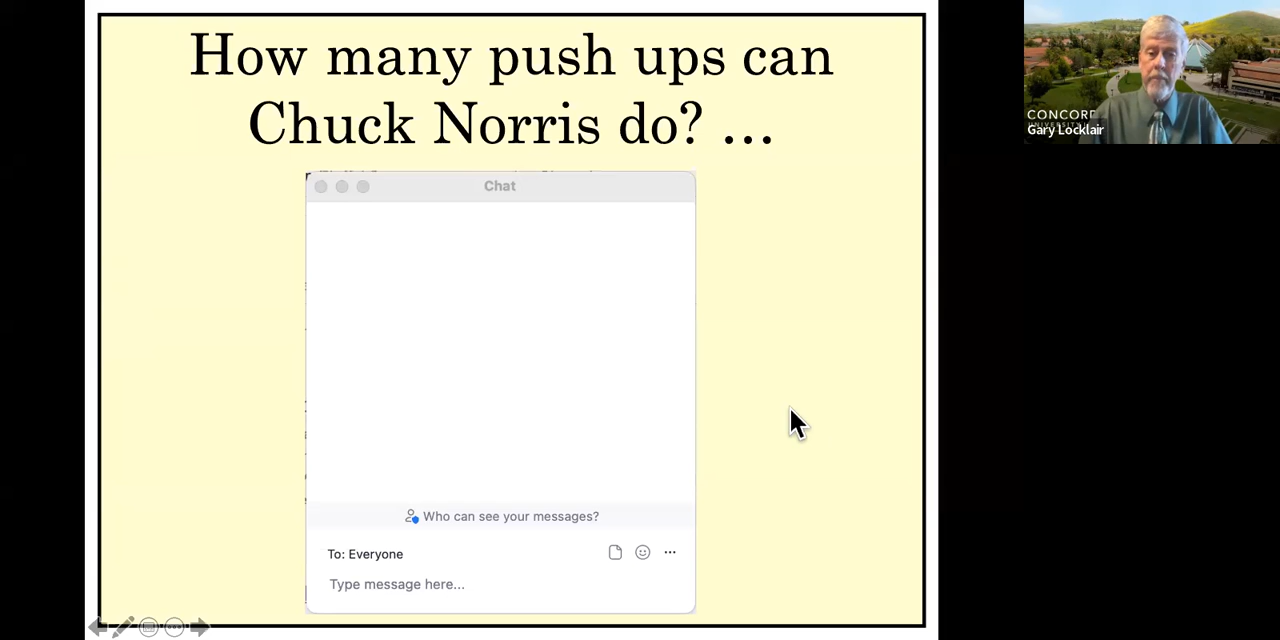 How many push ups can
Chuck Norris do? ...
Chat
Who can see your messages?
To: Everyone
Type message here...
CONCORD
Gary Locklair